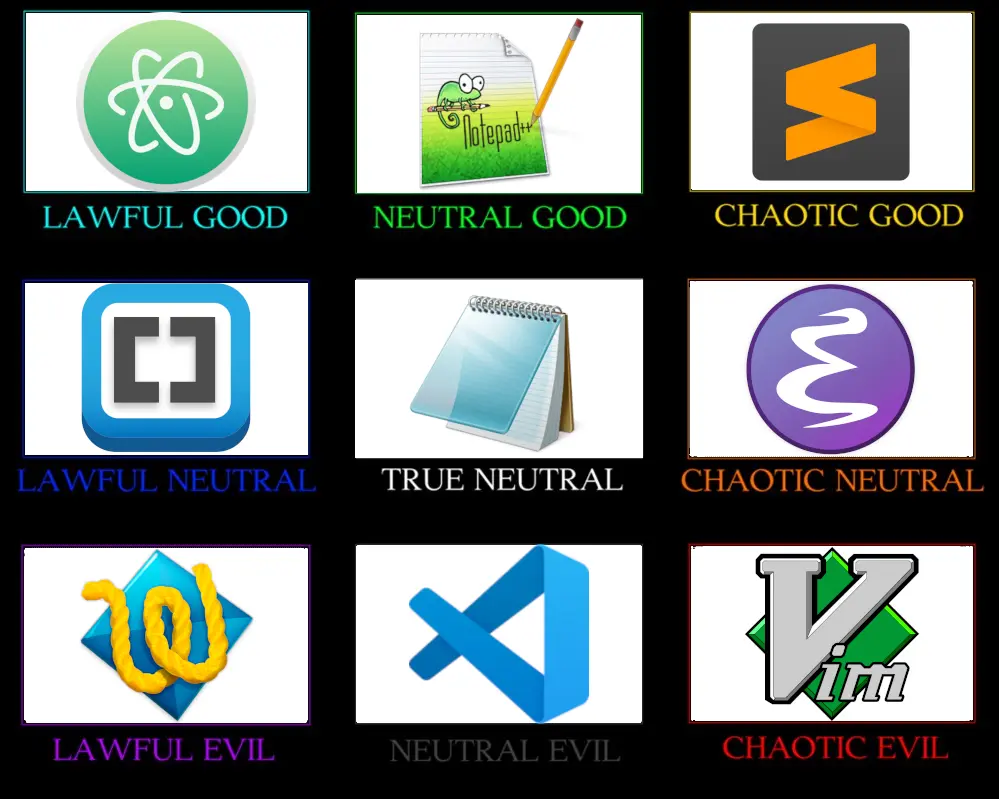 Notepad++
LAWFUL GOOD
NEUTRAL GOOD
CHAOTIC GOOD
LAWFUL NEUTRAL
TRUE NEUTRAL
CHAOTIC NEUTRAL
Vim
LAWFUL EVIL
NEUTRAL EVIL
CHAOTIC EVIL